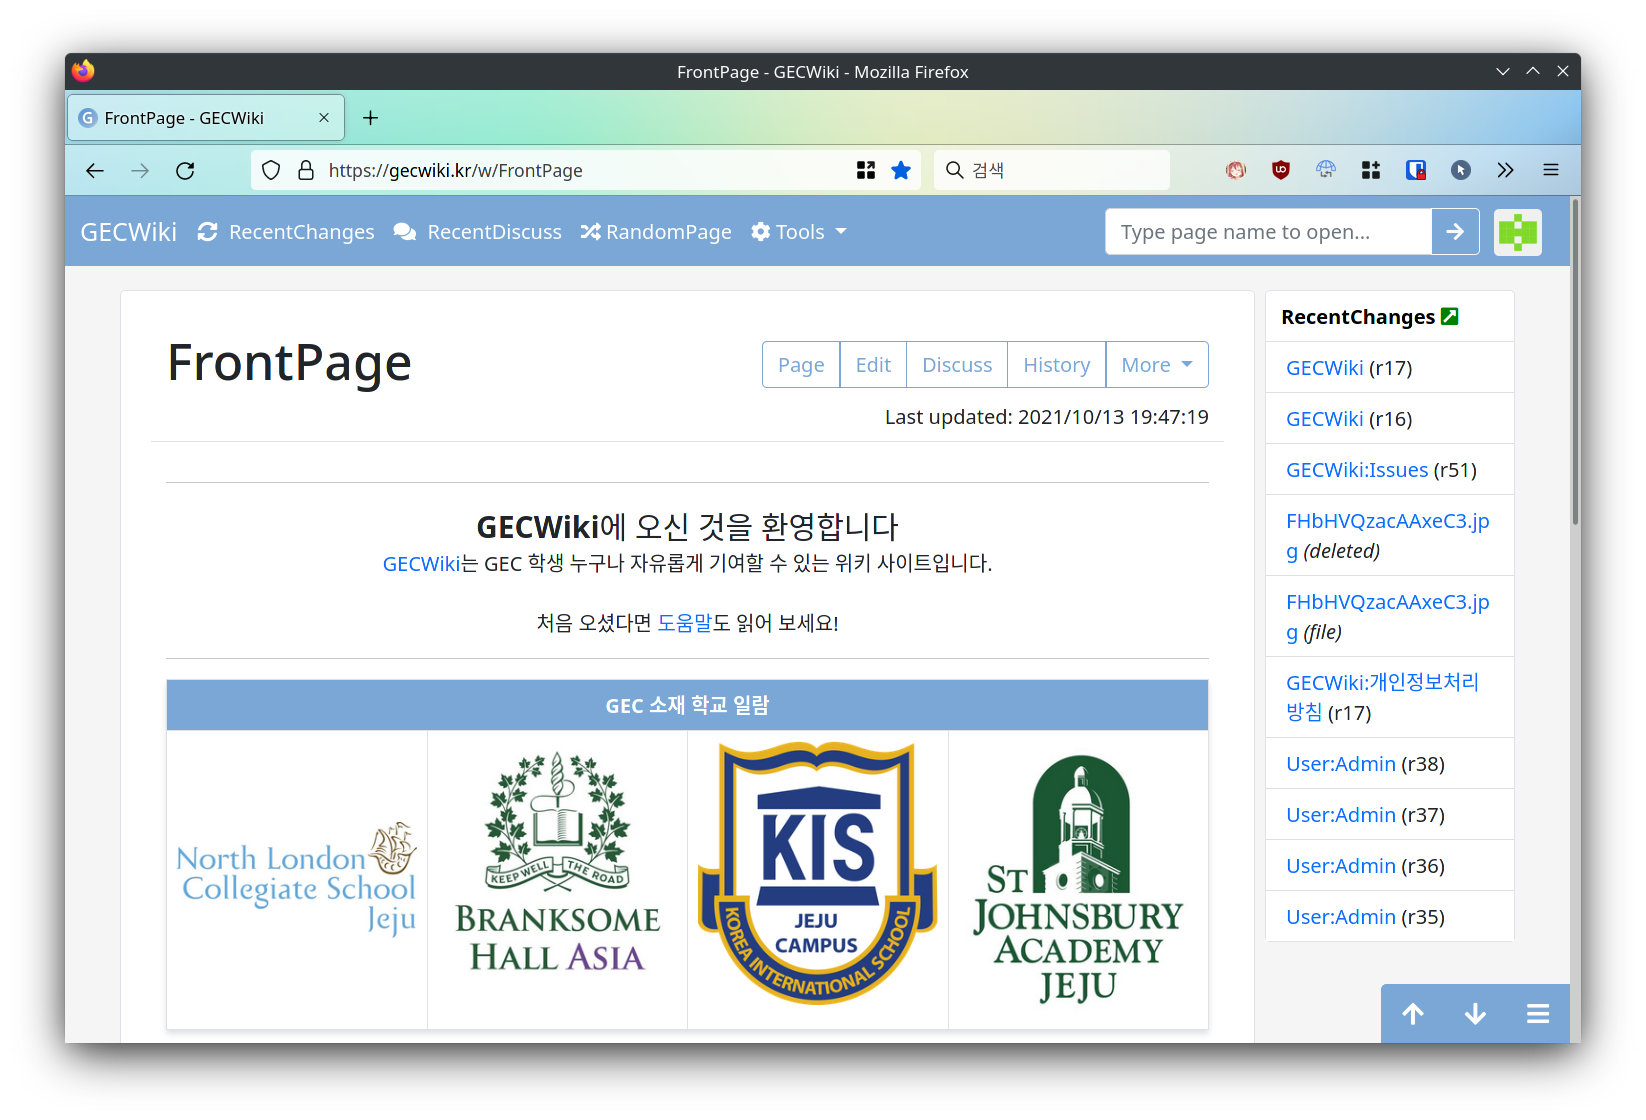 FrontPage - GECWiki - Mozilla Firefox
G FrontPage - GECWiki
https://gecwiki.kr/w/FrontPage
검색
GECWiki RecentChanges RecentDiscuss RandomPage Tools
Type page name to open...
FrontPage
Page Edit Discuss History More
Last updated: 2021/10/13 19:47:19
GECWiki에 오신 것을 환영합니다
GECWiki는 GEC 학생 누구나 자유롭게 기여할 수 있는 위키 사이트입니다.
처음 오셨다면 도움말도 읽어 보세요!
GEC 소재 학교 일람
North London
Collegiate School
Jeju
KEEP WELL THE ROAD
BRANKSOME
HALL ASIA
KIS
JEJU
CAMPUS
KOREA INTERNATIONAL SCHOOL
ST
JOHNSBURY
ACADEMY
JEJU
RecentChanges
GECWiki (r17)
GECWiki (r16)
GECWiki:Issues (r51)
FHbHVQzacAAxeC3.jp
g (deleted)
FHbHVQzacAAxeC3.jp
g (file)
GECWiki:개인정보처리
방침 (r17)
User:Admin (r38)
User:Admin (r37)
User:Admin (r36)
User:Admin (r35)